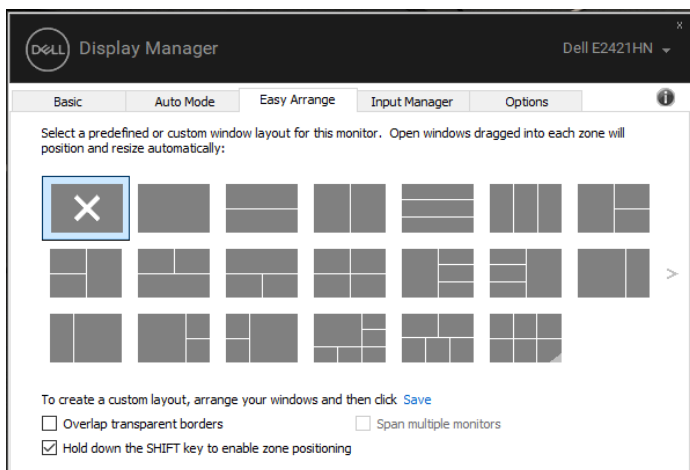 x
DELL Display Manager
Dell E2421HN
Basic Auto Mode Easy Arrange Input Manager Options i
Select a predefined or custom window layout for this monitor. Open windows dragged into each zone will
position and resize automatically:
>
To create a custom layout, arrange your windows and then click Save
Overlap transparent borders
Span multiple monitors
Hold down the SHIFT key to enable zone positioning